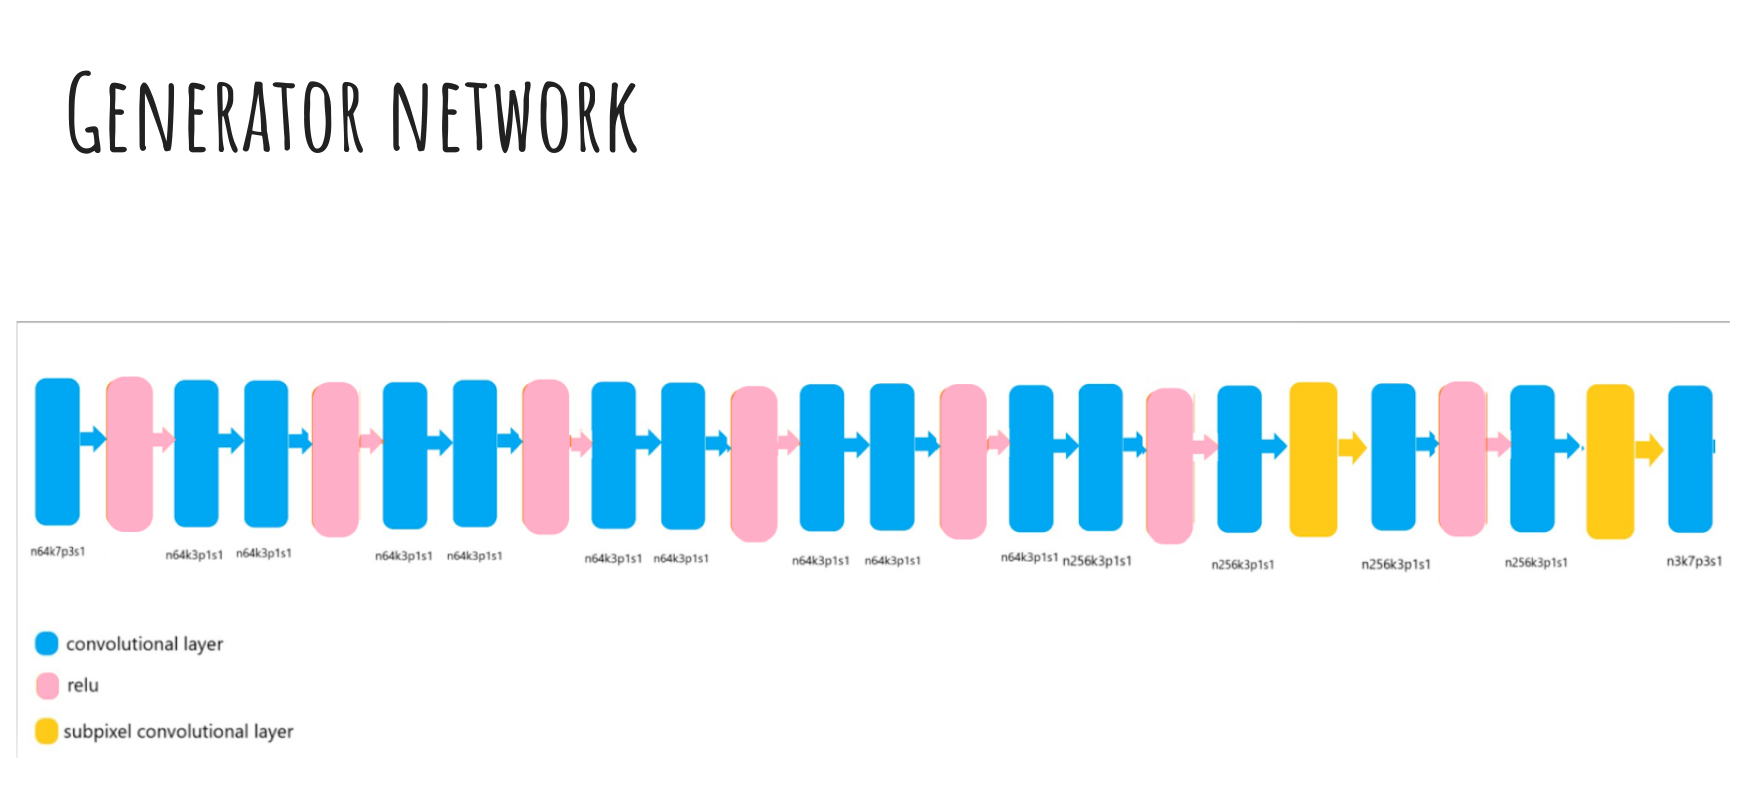 Generator network
n64k7p3s1 n64k3p1s1 n64k3p1s1 n64k3p1s1 n64k3p1s1 n64k3p1s1 n64k3p1s1 n64k3p1s1 n64k3p1s1 n64k3p1s1 n256k3p1s1 n256k3p1s1 n256k3p1s1 n256k3p1s1 n3k7p3s1
convolutional layer
relu
subpixel convolutional layer